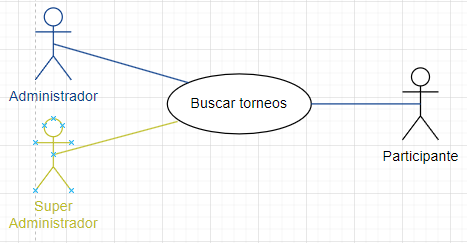 Administrador
Buscar torneos
Participante
Super
Administrador